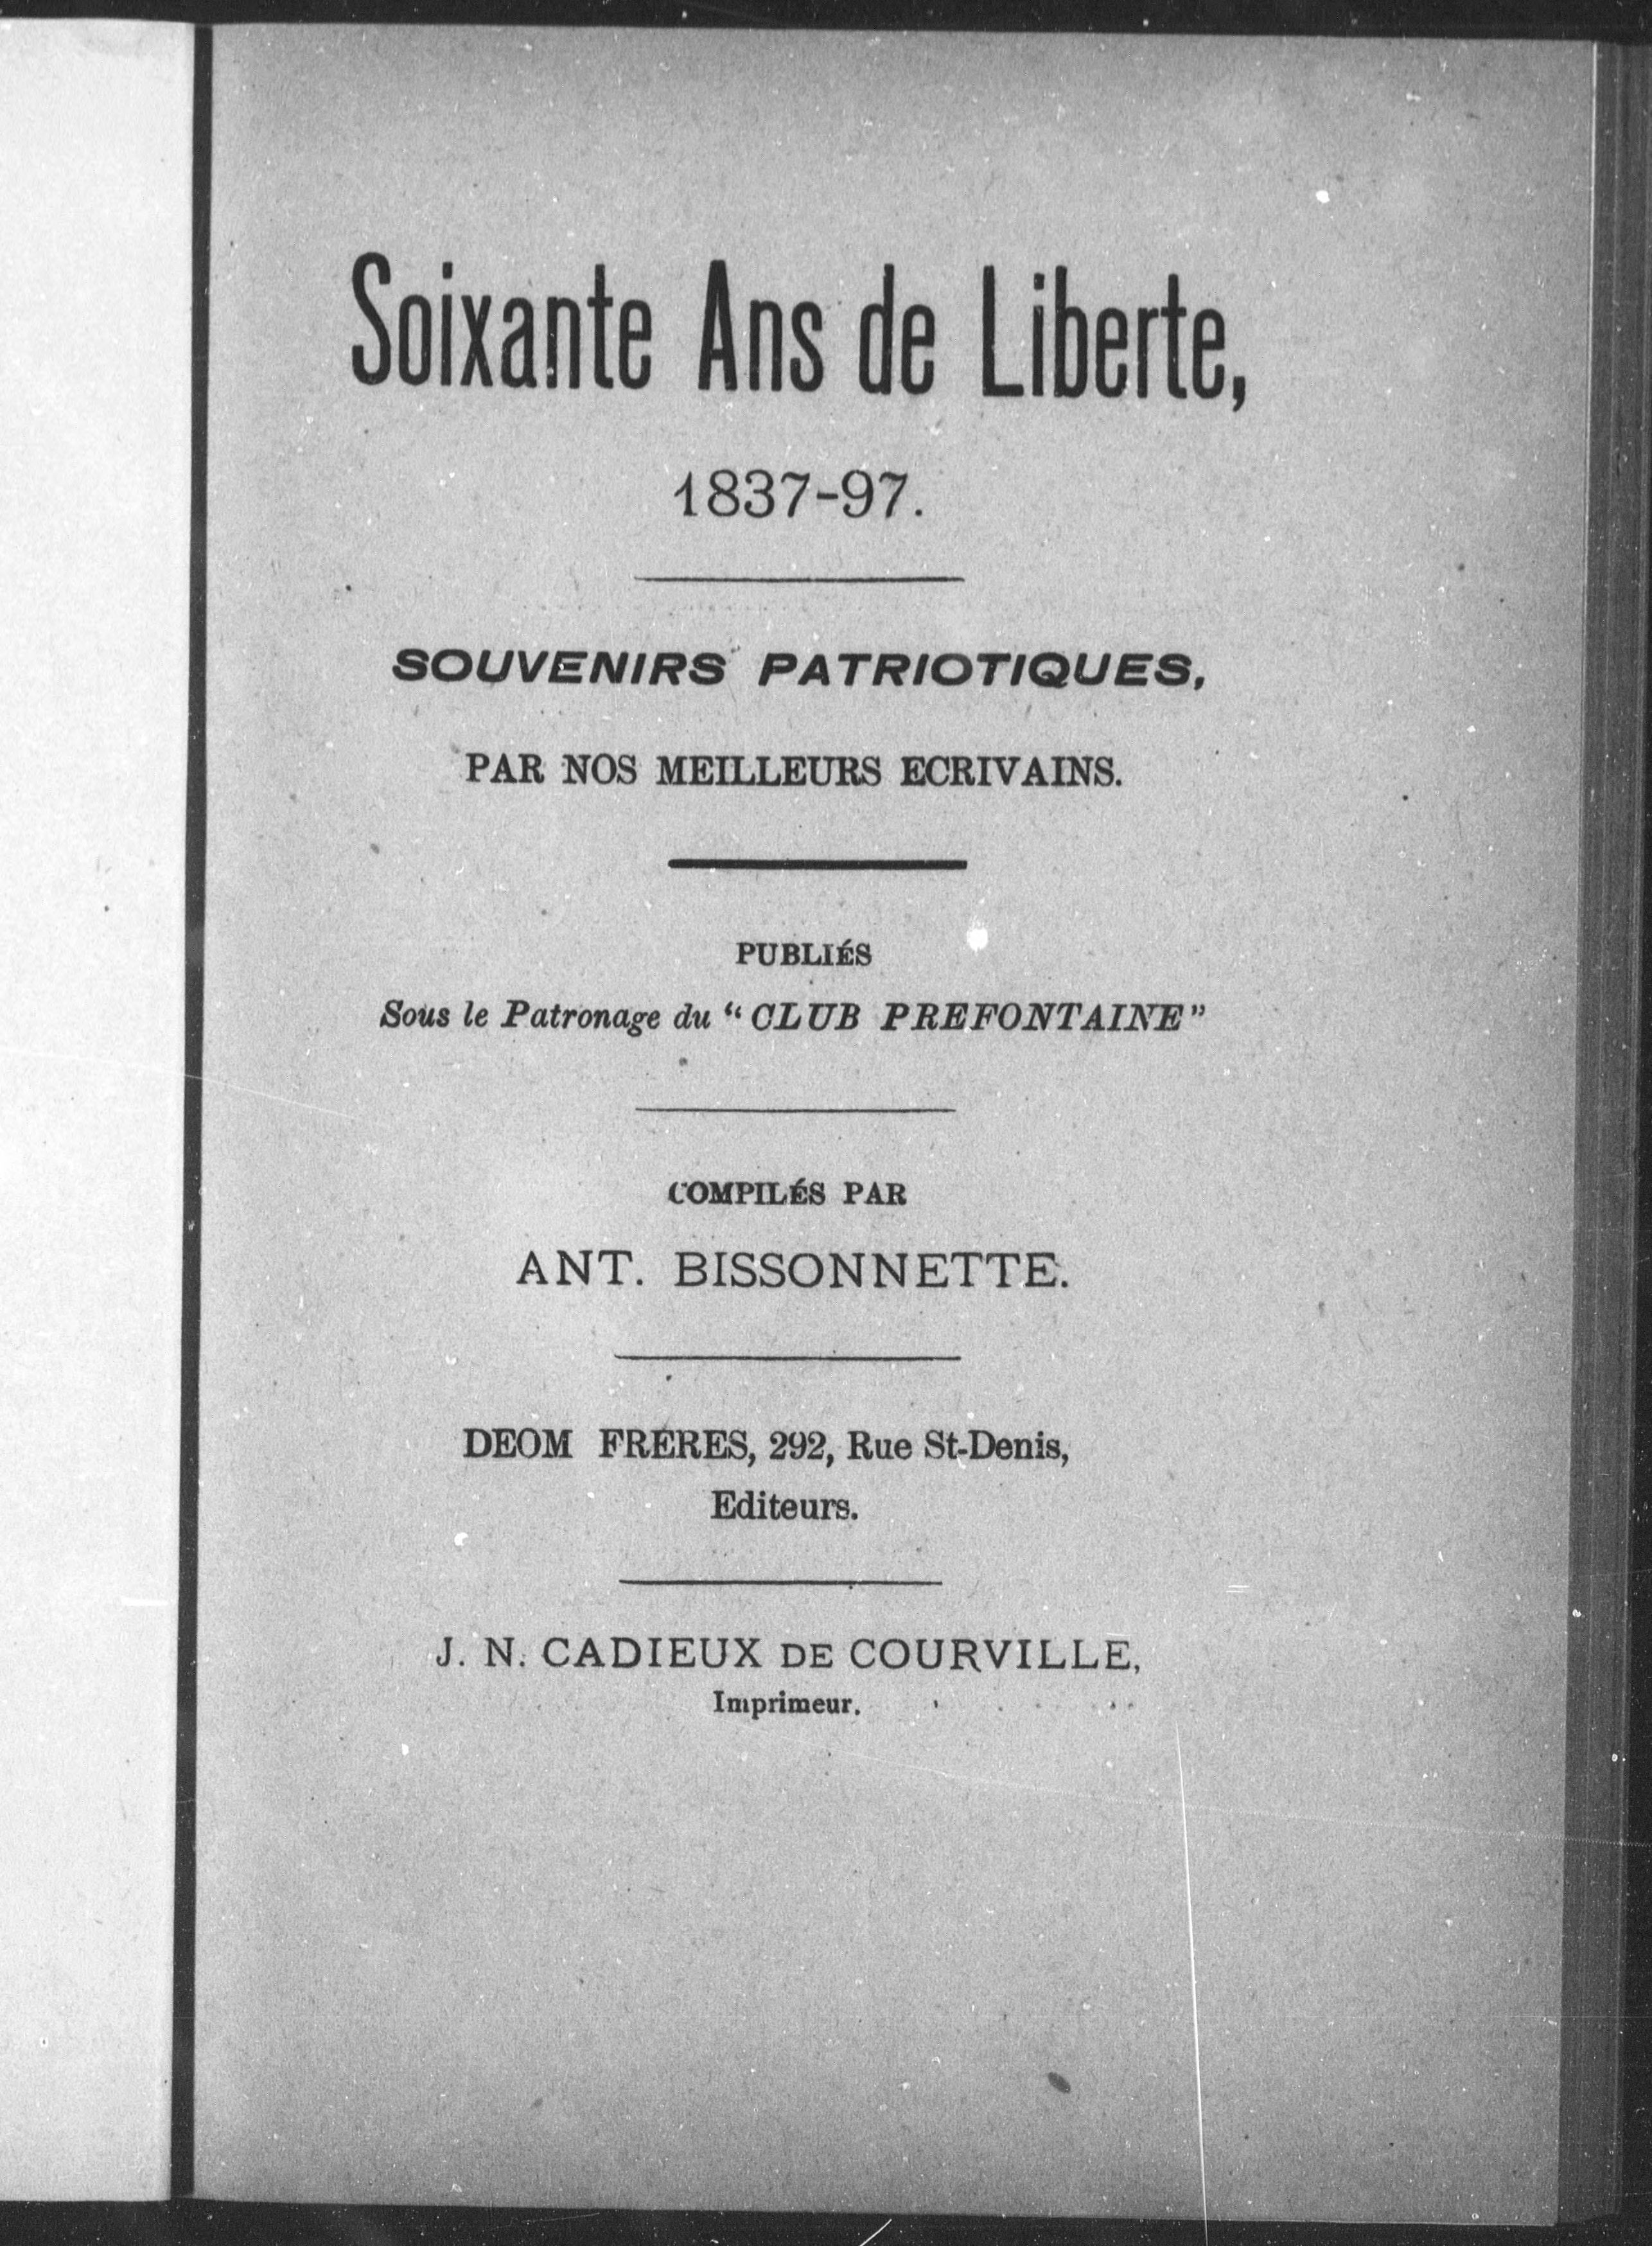 Soixante Ans de Liberte,
1837-97.
SOUVENIRS PATRIOTIQUES,
PAR NOS MEILLEURS ECRIVAINS.
PUBLIÉS
Sous le Patronage du “CLUB PREFONTAINE”
COMPILÉS PAR
ANT. BISSONNETTE.
DEOM FRERES, 292, Rue St-Denis,
Editeurs.
J. N. CADIEUX DE COURVILLE,
Imprimeur.